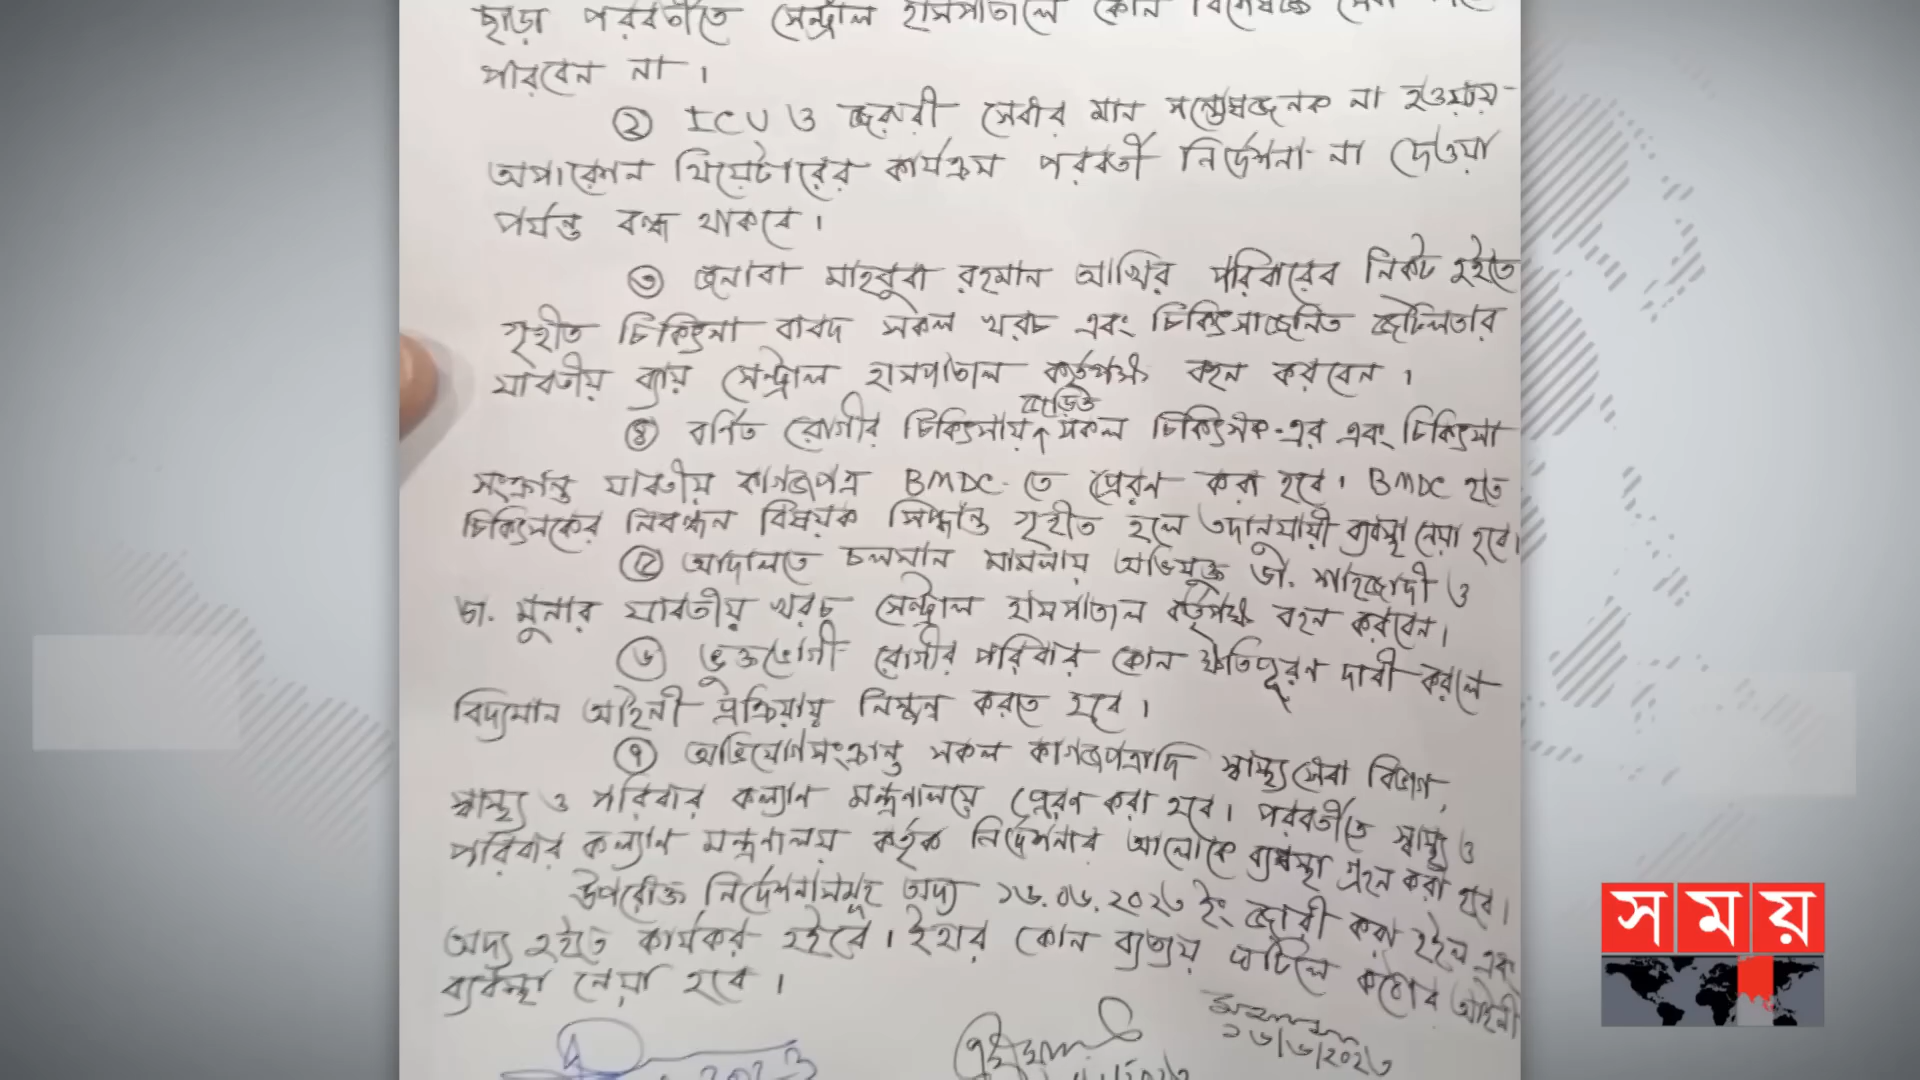 ছাড়া পরবর্তীতে সেন্ট্রাল হাসপাতালে কোন বিশেষজ্ঞ সেবা
পারবেন না।
② ICU ও জরুরী সেবার মান সন্তোষজনক না হওয়ায়
অপারেশন থিয়েটারের কার্যক্রম পরবর্তী নির্দেশনা না দেওয়া
পর্যন্ত বন্ধ থাকবে।
③ জনাবা মাহবুবা রহমান আখির পরিবারের নিকট হইতে
গৃহীত চিকিৎসা বাবদ সকল খরচ এবং চিকিৎসাজনিত জটিলতার
যাবতীয় ব্যয় সেন্ট্রাল হাসপাতাল কর্তৃপক্ষ বহন করবেন।
জড়িত
④ বর্ণিত রোগীর চিকিৎসায় সকল চিকিৎসক-এর এবং চিকিৎসা
সংক্রান্ত যাবতীয় কাগজপত্র BMDC-তে প্রেরণ করা হবে। BMDC হতে
চিকিৎসকের নিবন্ধন বিষয়ক সিদ্ধান্ত গৃহীত হলে তদানুযায়ী ব্যবস্থা নেয়া হবে।
⑤ আদালতে চলমান মামলায় অভিযুক্ত ডা. শাহজাদী ও
ডা. মুনার যাবতীয় খরচ সেন্ট্রাল হাসপাতাল কর্তৃপক্ষ বহন করবেন।
⑥ ভুক্তভোগী রোগীর পরিবার কোন ক্ষতিপূরণ দাবী করলে
বিদ্যমান আইনী প্রক্রিয়ায় নিষ্পন্ন করতে হবে।
⑦ অভিযোগসংক্রান্ত সকল কাগজপত্রাদি স্বাস্থ্যসেবা বিভাগ,
স্বাস্থ্য ও পরিবার কল্যান মন্ত্রনালয়ে প্রেরণ করা হবে। পরবর্তীতে স্বাস্থ্য ও
পরিবার কল্যাণ মন্ত্রনালয় কর্তৃক নির্দেশনার আলোকে ব্যবস্থা গ্রহন করা হবে।
উপরোক্ত নির্দেশনাসমূহ অদ্য ১৬.০৬.২০২৩ ইং জারী করা হইল এবং
অদ্য হইতে কার্যকর হইবে। ইহার কোন ব্যত্যয় ঘটিলে কঠোর আইনী
ব্যবস্থা নেয়া হবে।
১৬/৬/২০২৩
সময়